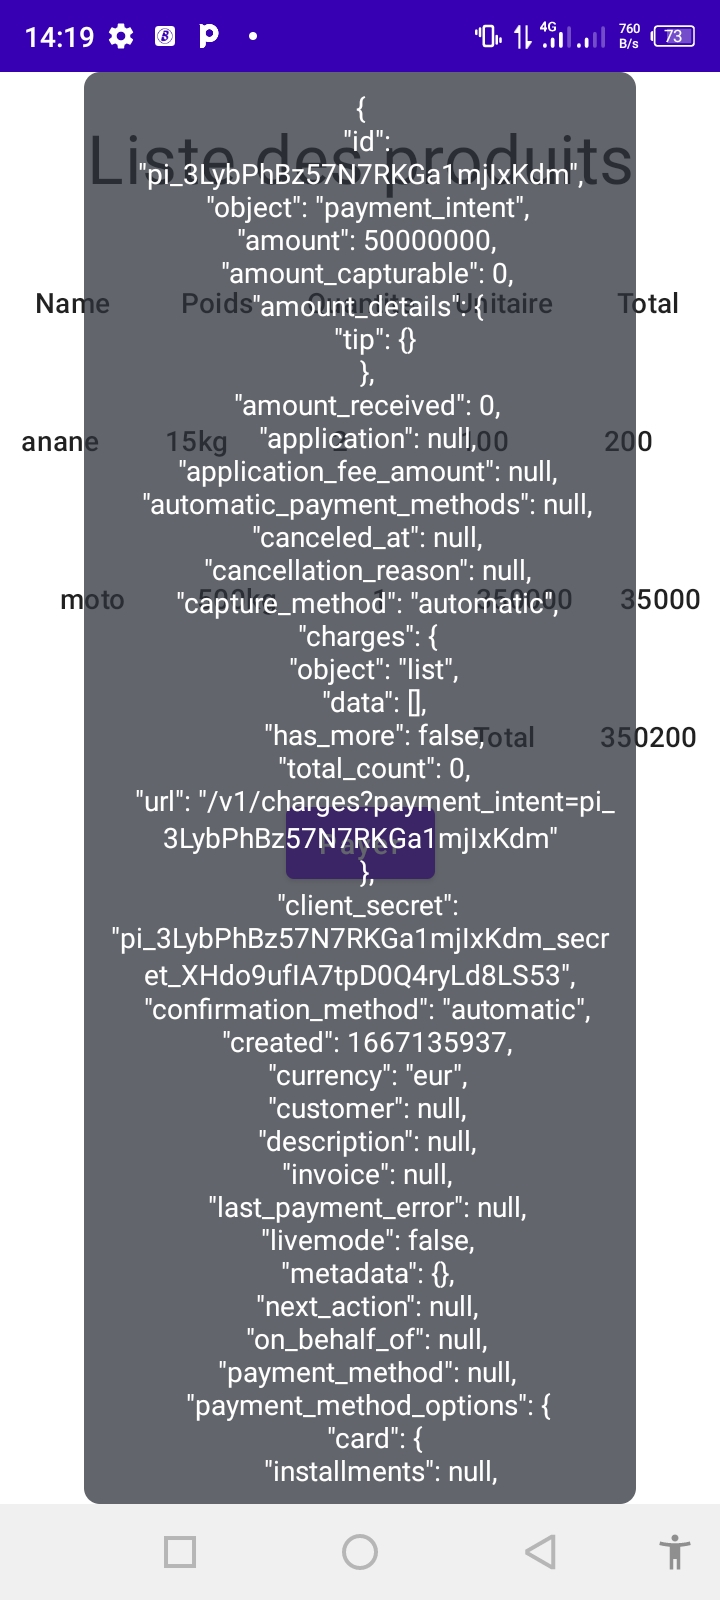 14:19
4G
760
B/s
73
Liste des produits
Name Poids Quantite Unitaire Total
anane 15kg 2 100 200
moto 500kg 1 350000 35000
Total 350200
Payer
{
"id":
"pi_3LybPhBz57N7RKGa1mjIxKdm",
"object": "payment_intent",
"amount": 50000000,
"amount_capturable": 0,
"amount_details": {
"tip": {}
},
"amount_received": 0,
"application": null,
"application_fee_amount": null,
"automatic_payment_methods": null,
"canceled_at": null,
"cancellation_reason": null,
"capture_method": "automatic",
"charges": {
"object": "list",
"data": [],
"has_more": false,
"total_count": 0,
"url": "/v1/charges?payment_intent=pi_
3LybPhBz57N7RKGa1mjIxKdm"
},
"client_secret":
"pi_3LybPhBz57N7RKGa1mjIxKdm_secr
et_XHdo9ufIA7tpD0Q4ryLd8LS53",
"confirmation_method": "automatic",
"created": 1667135937,
"currency": "eur",
"customer": null,
"description": null,
"invoice": null,
"last_payment_error": null,
"livemode": false,
"metadata": {},
"next_action": null,
"on_behalf_of": null,
"payment_method": null,
"payment_method_options": {
"card": {
"installments": null,